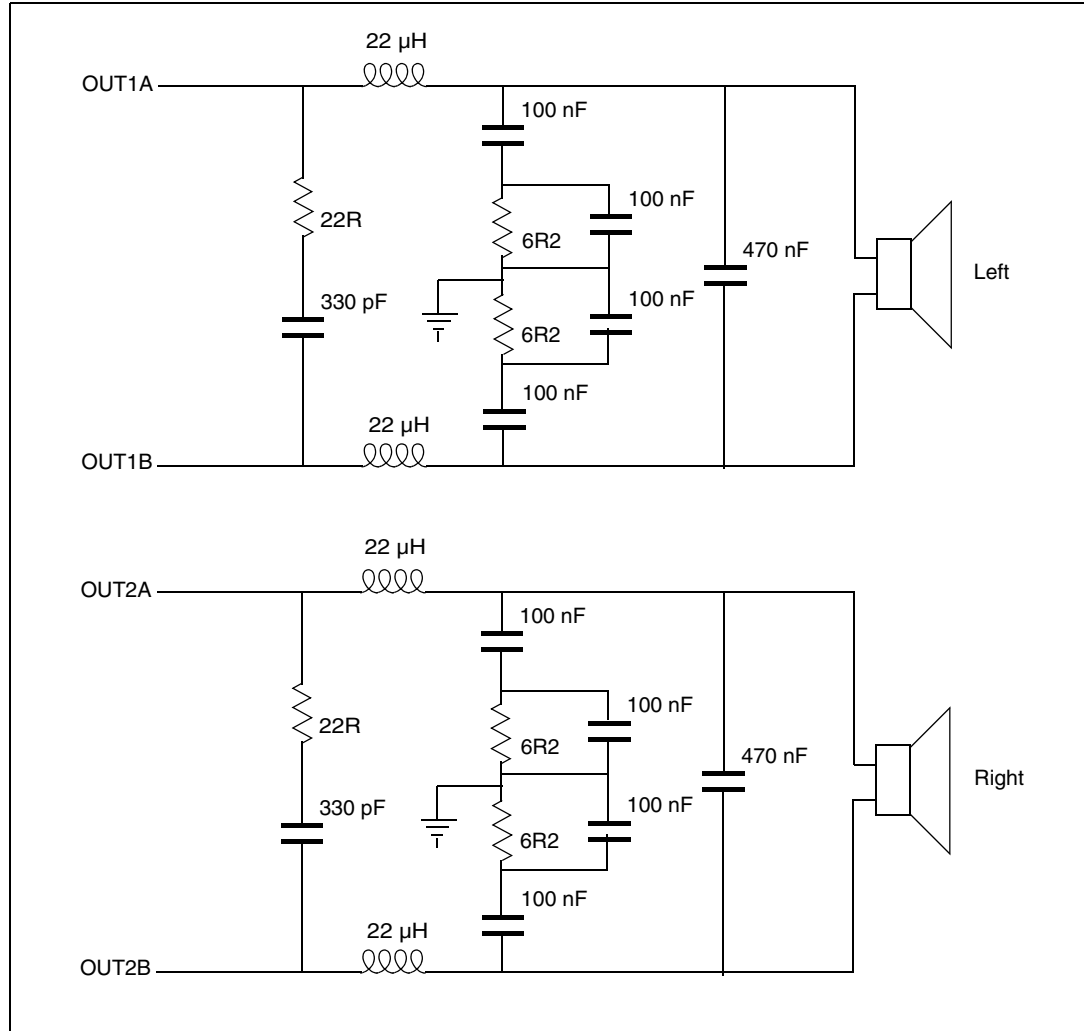 22 µH
OUT1A
100 nF
100 nF
22R
6R2
470 nF
Left
330 pF
100 nF
6R2
100 nF
22 µH
OUT1B
22 µH
OUT2A
100 nF
100 nF
22R
6R2
470 nF
Right
330 pF
100 nF
6R2
100 nF
22 µH
OUT2B